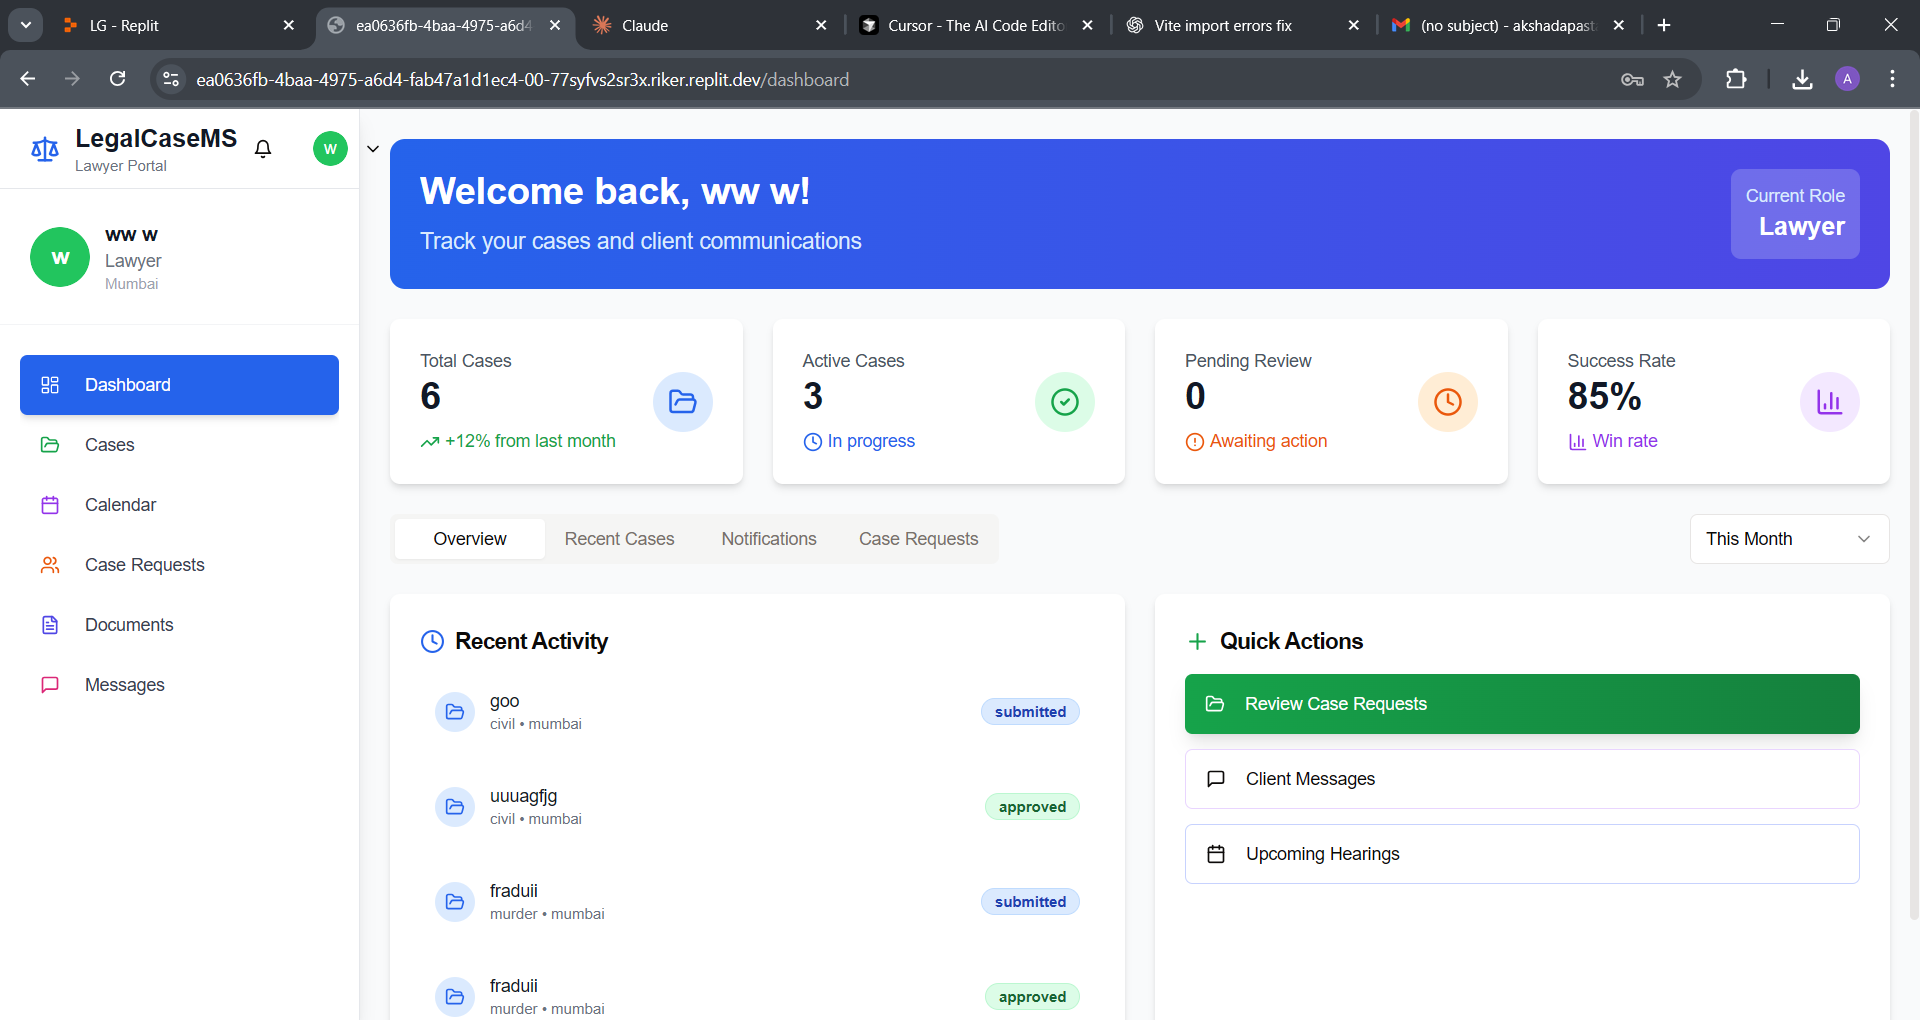 LG - Replit
ea0636fb-4baa-4975-a6d4
Claude
Cursor - The AI Code Edito
Vite import errors fix
(no subject) - akshadapast
ea0636fb-4baa-4975-a6d4-fab47a1d1ec4-00-77syfvs2sr3x.riker.replit.dev/dashboard
A
LegalCaseMS
Lawyer Portal
W
Welcome back, ww w!
Track your cases and client communications
Current Role
Lawyer
W
ww w
Lawyer
Mumbai
Dashboard
Cases
Calendar
Case Requests
Documents
Messages
Total Cases
6
+12% from last month
Active Cases
3
In progress
Pending Review
0
Awaiting action
Success Rate
85%
Win rate
Overview
Recent Cases
Notifications
Case Requests
This Month
Recent Activity
goo
civil • mumbai
submitted
uuuagfjg
civil • mumbai
approved
fraduii
murder • mumbai
submitted
fraduii
murder • mumbai
approved
Quick Actions
Review Case Requests
Client Messages
Upcoming Hearings